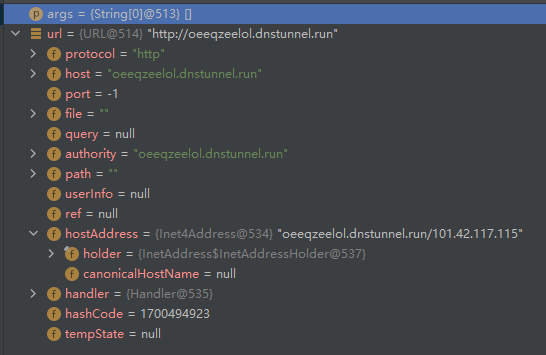 args = {String[0]@513} []
url = {URL@514} "http://oeeqzeelol.dnstunnel.run"
protocol = "http"
host = "oeeqzeelol.dnstunnel.run"
port = -1
file = ""
query = null
authority = "oeeqzeelol.dnstunnel.run"
path = ""
userInfo = null
ref = null
hostAddress = {Inet4Address@534} "oeeqzeelol.dnstunnel.run/101.42.117.115"
holder = {InetAddress$InetAddressHolder@537}
canonicalHostName = null
handler = {Handler@535}
hashCode = 1700494923
tempState = null